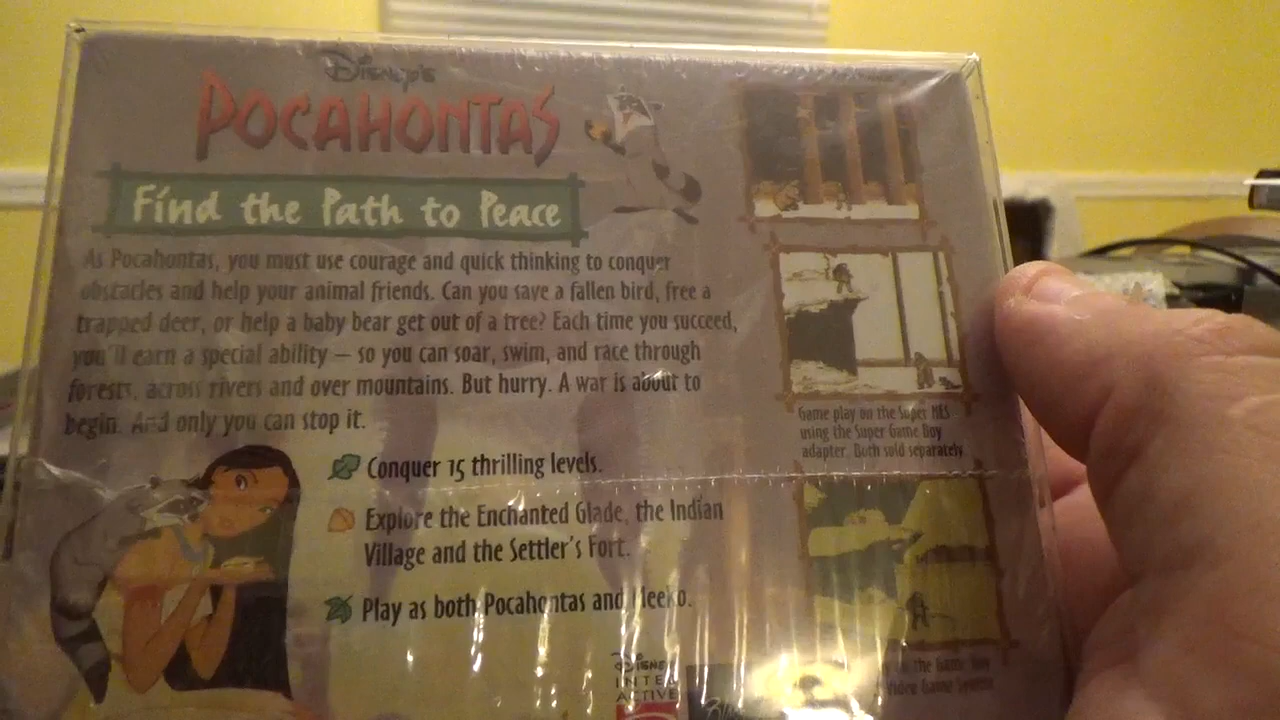 Disney's
POCAHONTAS
Find the Path to Peace
As Pocahontas, you must use courage and quick thinking to conquer
obstacles and help your animal friends. Can you save a fallen bird, free a
trapped deer, or help a baby bear get out of a tree? Each time you succeed,
you'll earn a special ability — so you can soar, swim, and race through
forests, across rivers and over mountains. But hurry. A war is about to
begin. And only you can stop it.
Conquer 15 thrilling levels.
Explore the Enchanted Glade, the Indian
Village and the Settler's Fort.
Play as both Pocahontas and Meeko.
Game play on the Super NES
using the Super Game Boy
adapter. Both sold separately.
the Game Boy
Video Game System
DISNEY
INTER
ACTIVE